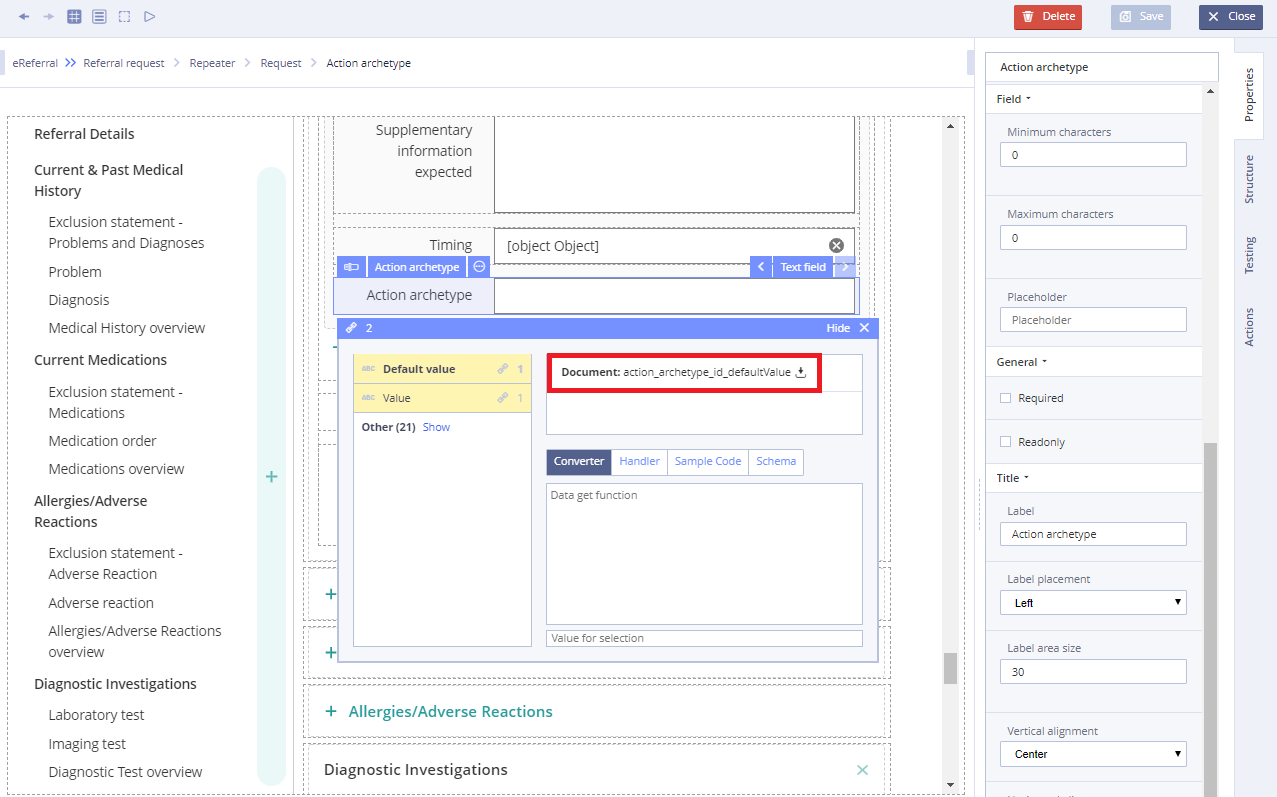 Delete
Save
Close
eReferral
Referral request
Repeater
Request
Action archetype
Referral Details
Current & Past Medical
History
Exclusion statement -
Problems and Diagnoses
Problem
Diagnosis
Medical History overview
Current Medications
Exclusion statement -
Medications
Medication order
Medications overview
Allergies/Adverse
Reactions
Exclusion statement -
Adverse Reaction
Adverse reaction
Allergies/Adverse Reactions
overview
Diagnostic Investigations
Laboratory test
Imaging test
Diagnostic Test overview
Supplementary
information
expected
Timing
[object Object]
Action archetype
Text field
Action archetype
2
Hide
ABC Default value 1
ABC Value 1
Other (21) Show
Document: action_archetype_id_defaultValue
Converter
Handler
Sample Code
Schema
Data get function
Value for selection
+ Allergies/Adverse Reactions
Diagnostic Investigations
Action archetype
Field
Minimum characters
0
Maximum characters
0
Placeholder
Placeholder
General
Required
Readonly
Title
Label
Action archetype
Label placement
Left
Label area size
30
Vertical alignment
Center
Properties
Structure
Testing
Actions